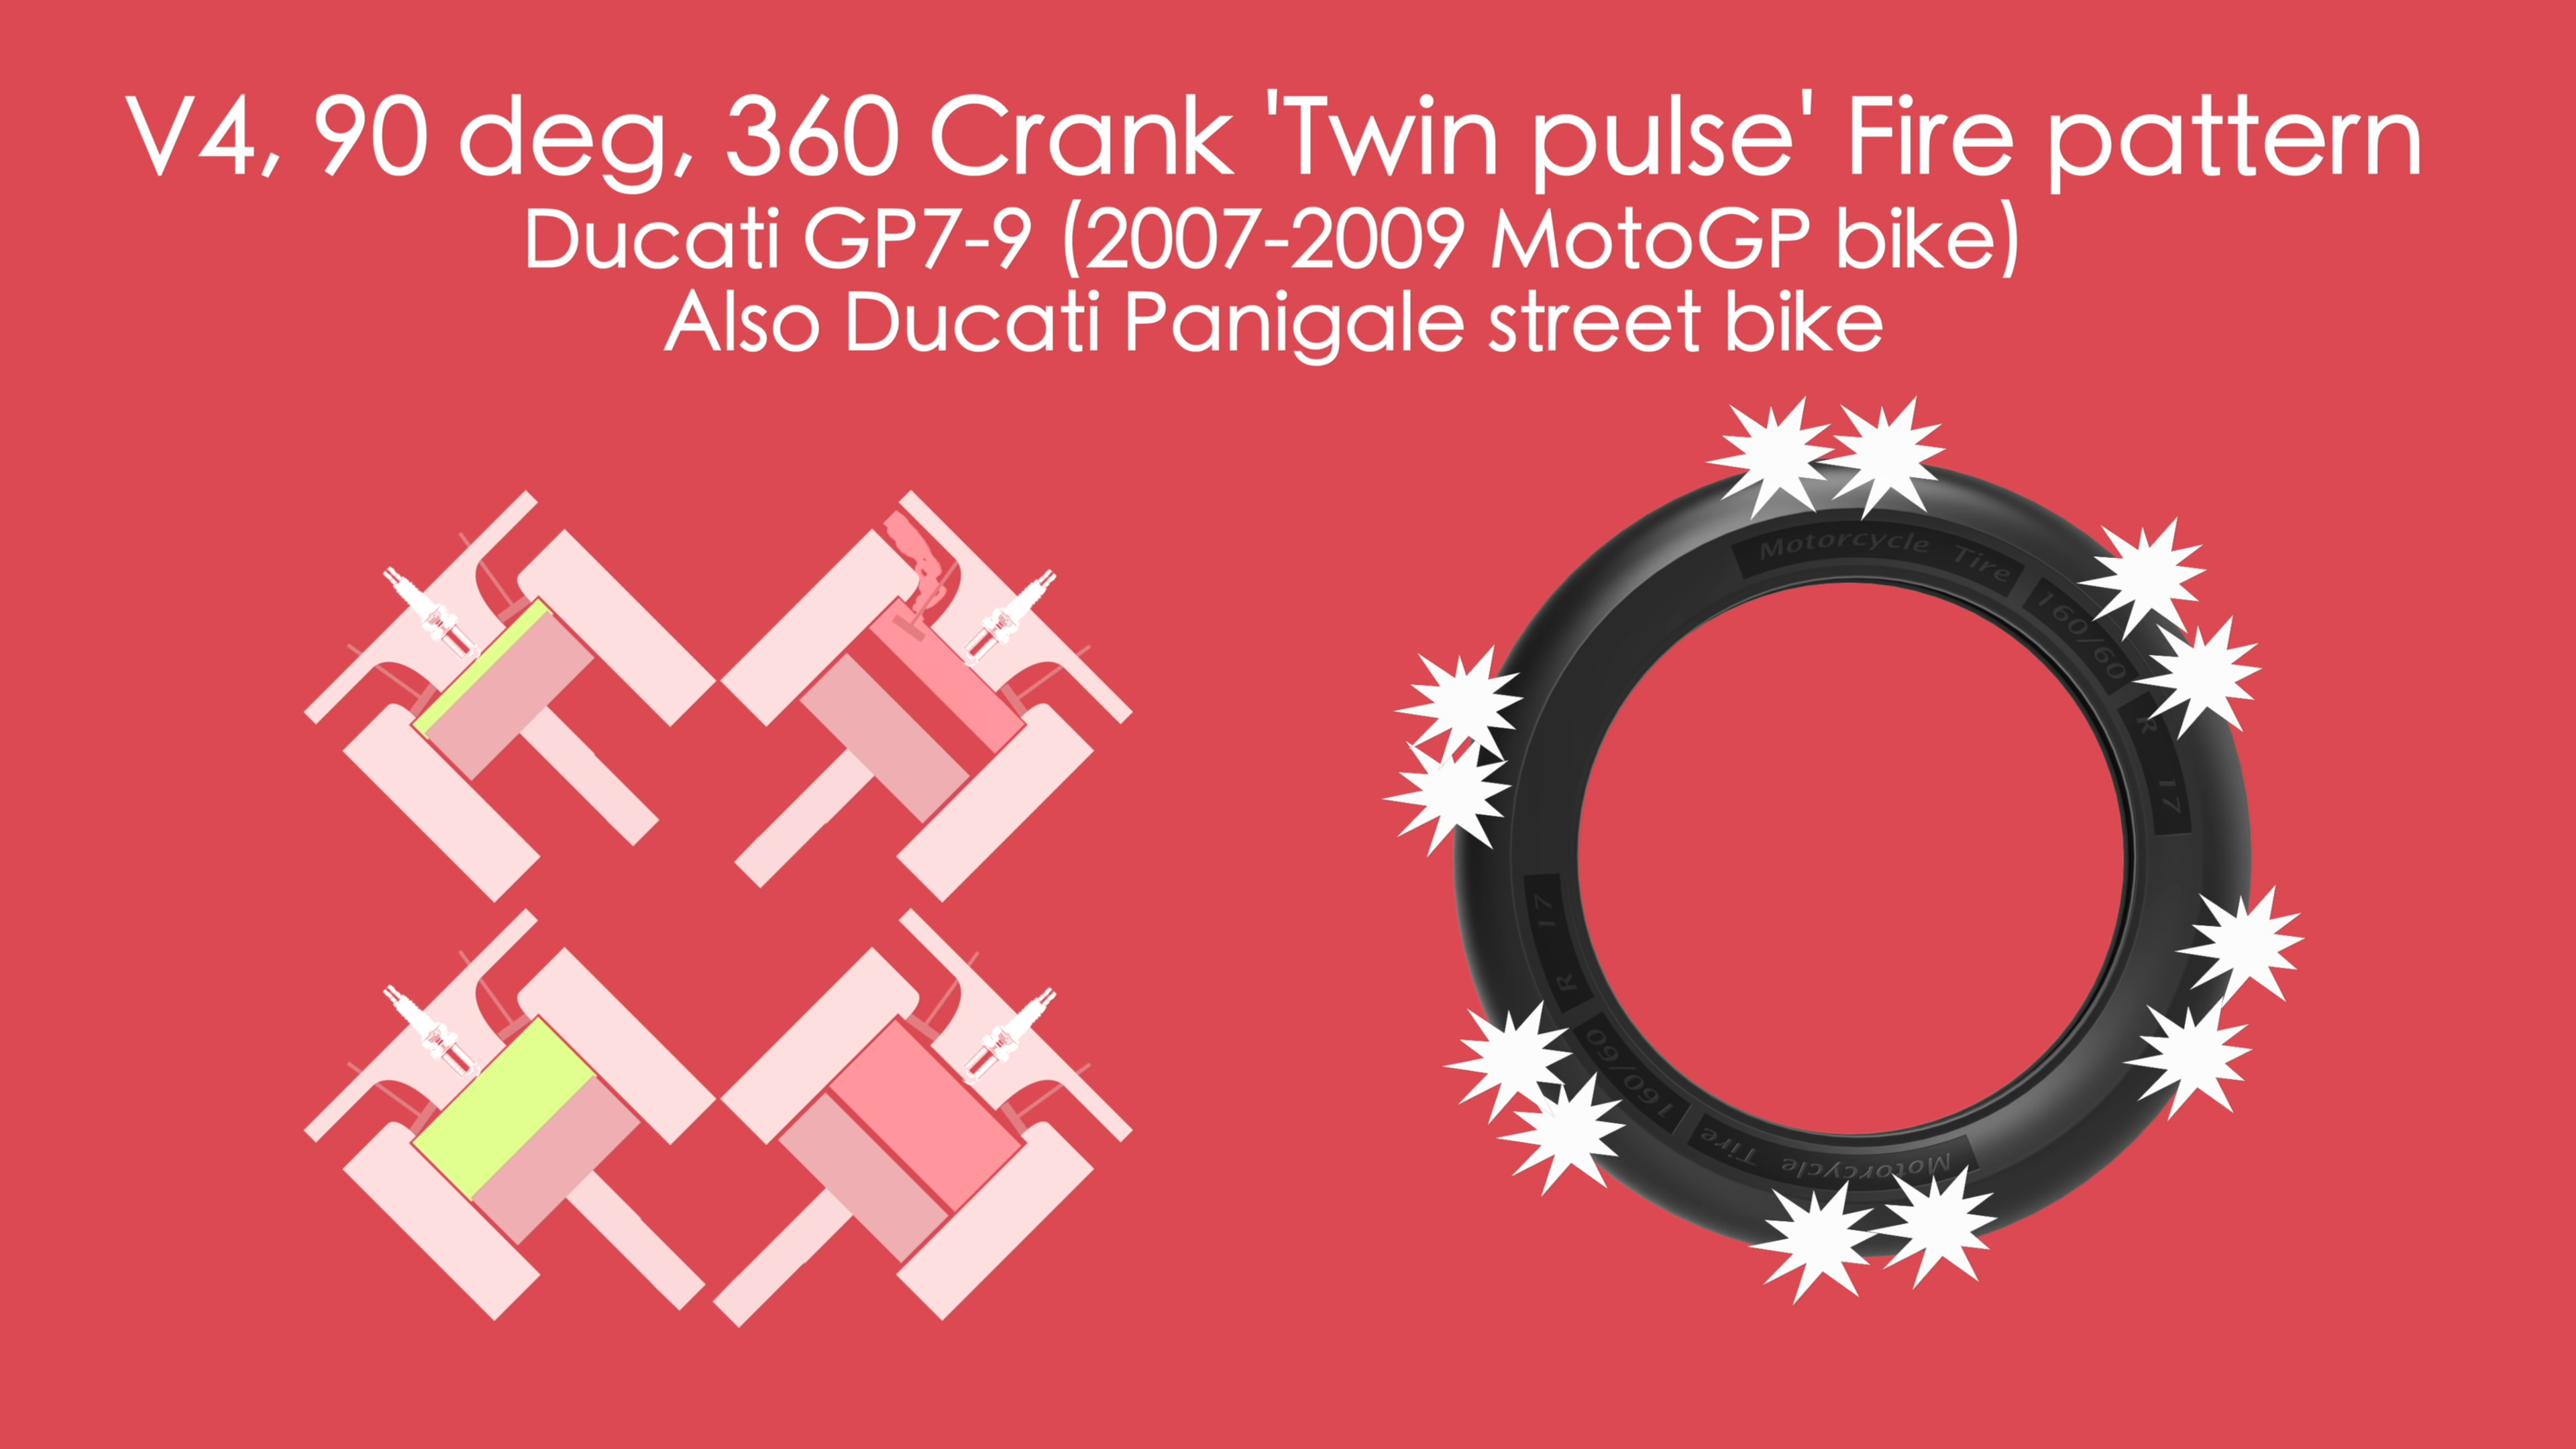 V4, 90 deg, 360 Crank 'Twin pulse' Fire pattern
Ducati GP7-9 (2007-2009 MotoGP bike)
Also Ducati Panigale street bike
Motorcycle Tire 160/60 R 17
Motorcycle Tire 160/60 R 17